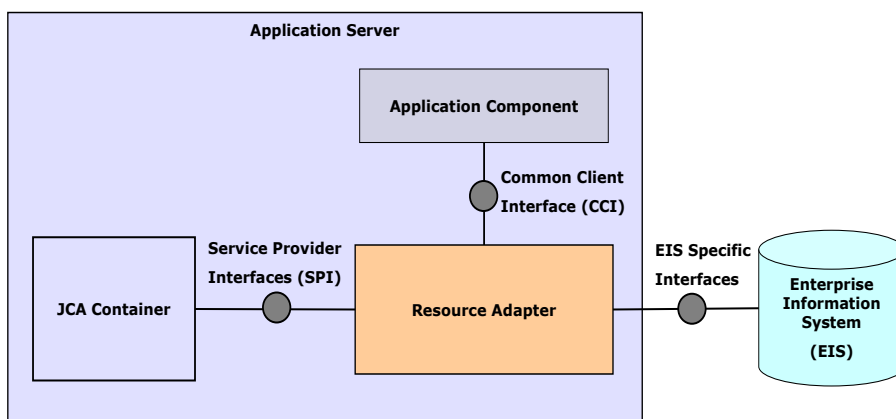 Application Server
Application Component
Common Client
Interface (CCI)
Service Provider
Interfaces (SPI)
EIS Specific
Interfaces
JCA Container
Resource Adapter
Enterprise
Information
System
(EIS)